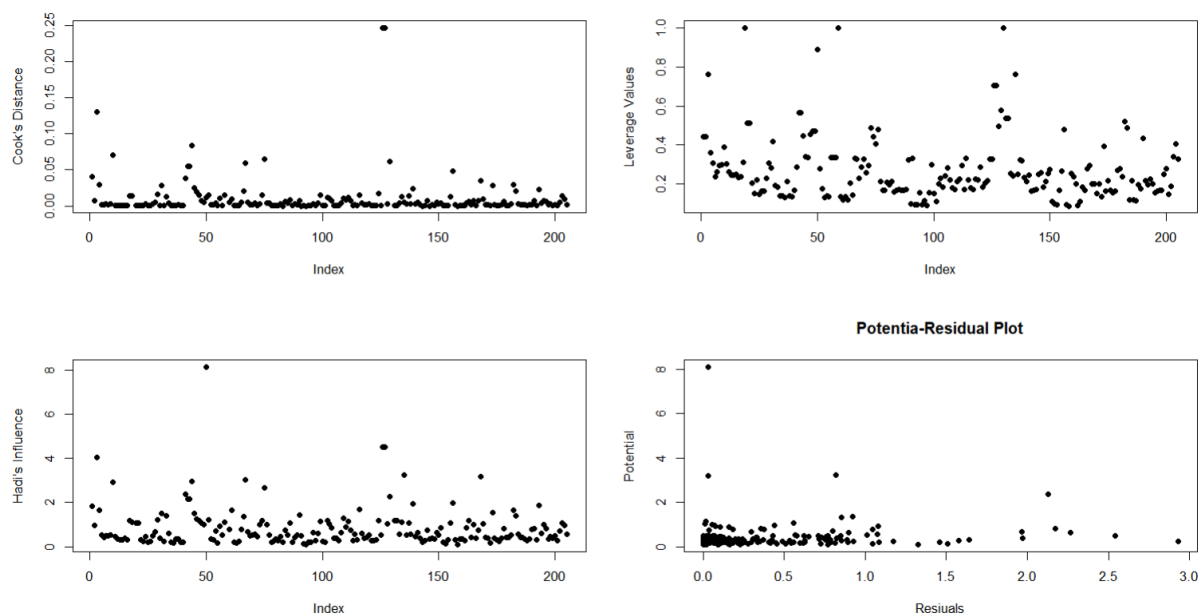 Cook's Distance
0.00 0.05 0.10 0.15 0.20 0.25
0 50 100 150 200
Index
Leverage Values
0.2 0.4 0.6 0.8 1.0
0 50 100 150 200
Index
Hadi's Influence
0 2 4 6 8
0 50 100 150 200
Index
Potentia-Residual Plot
Potential
0 2 4 6 8
0.0 0.5 1.0 1.5 2.0 2.5 3.0
Resiuals